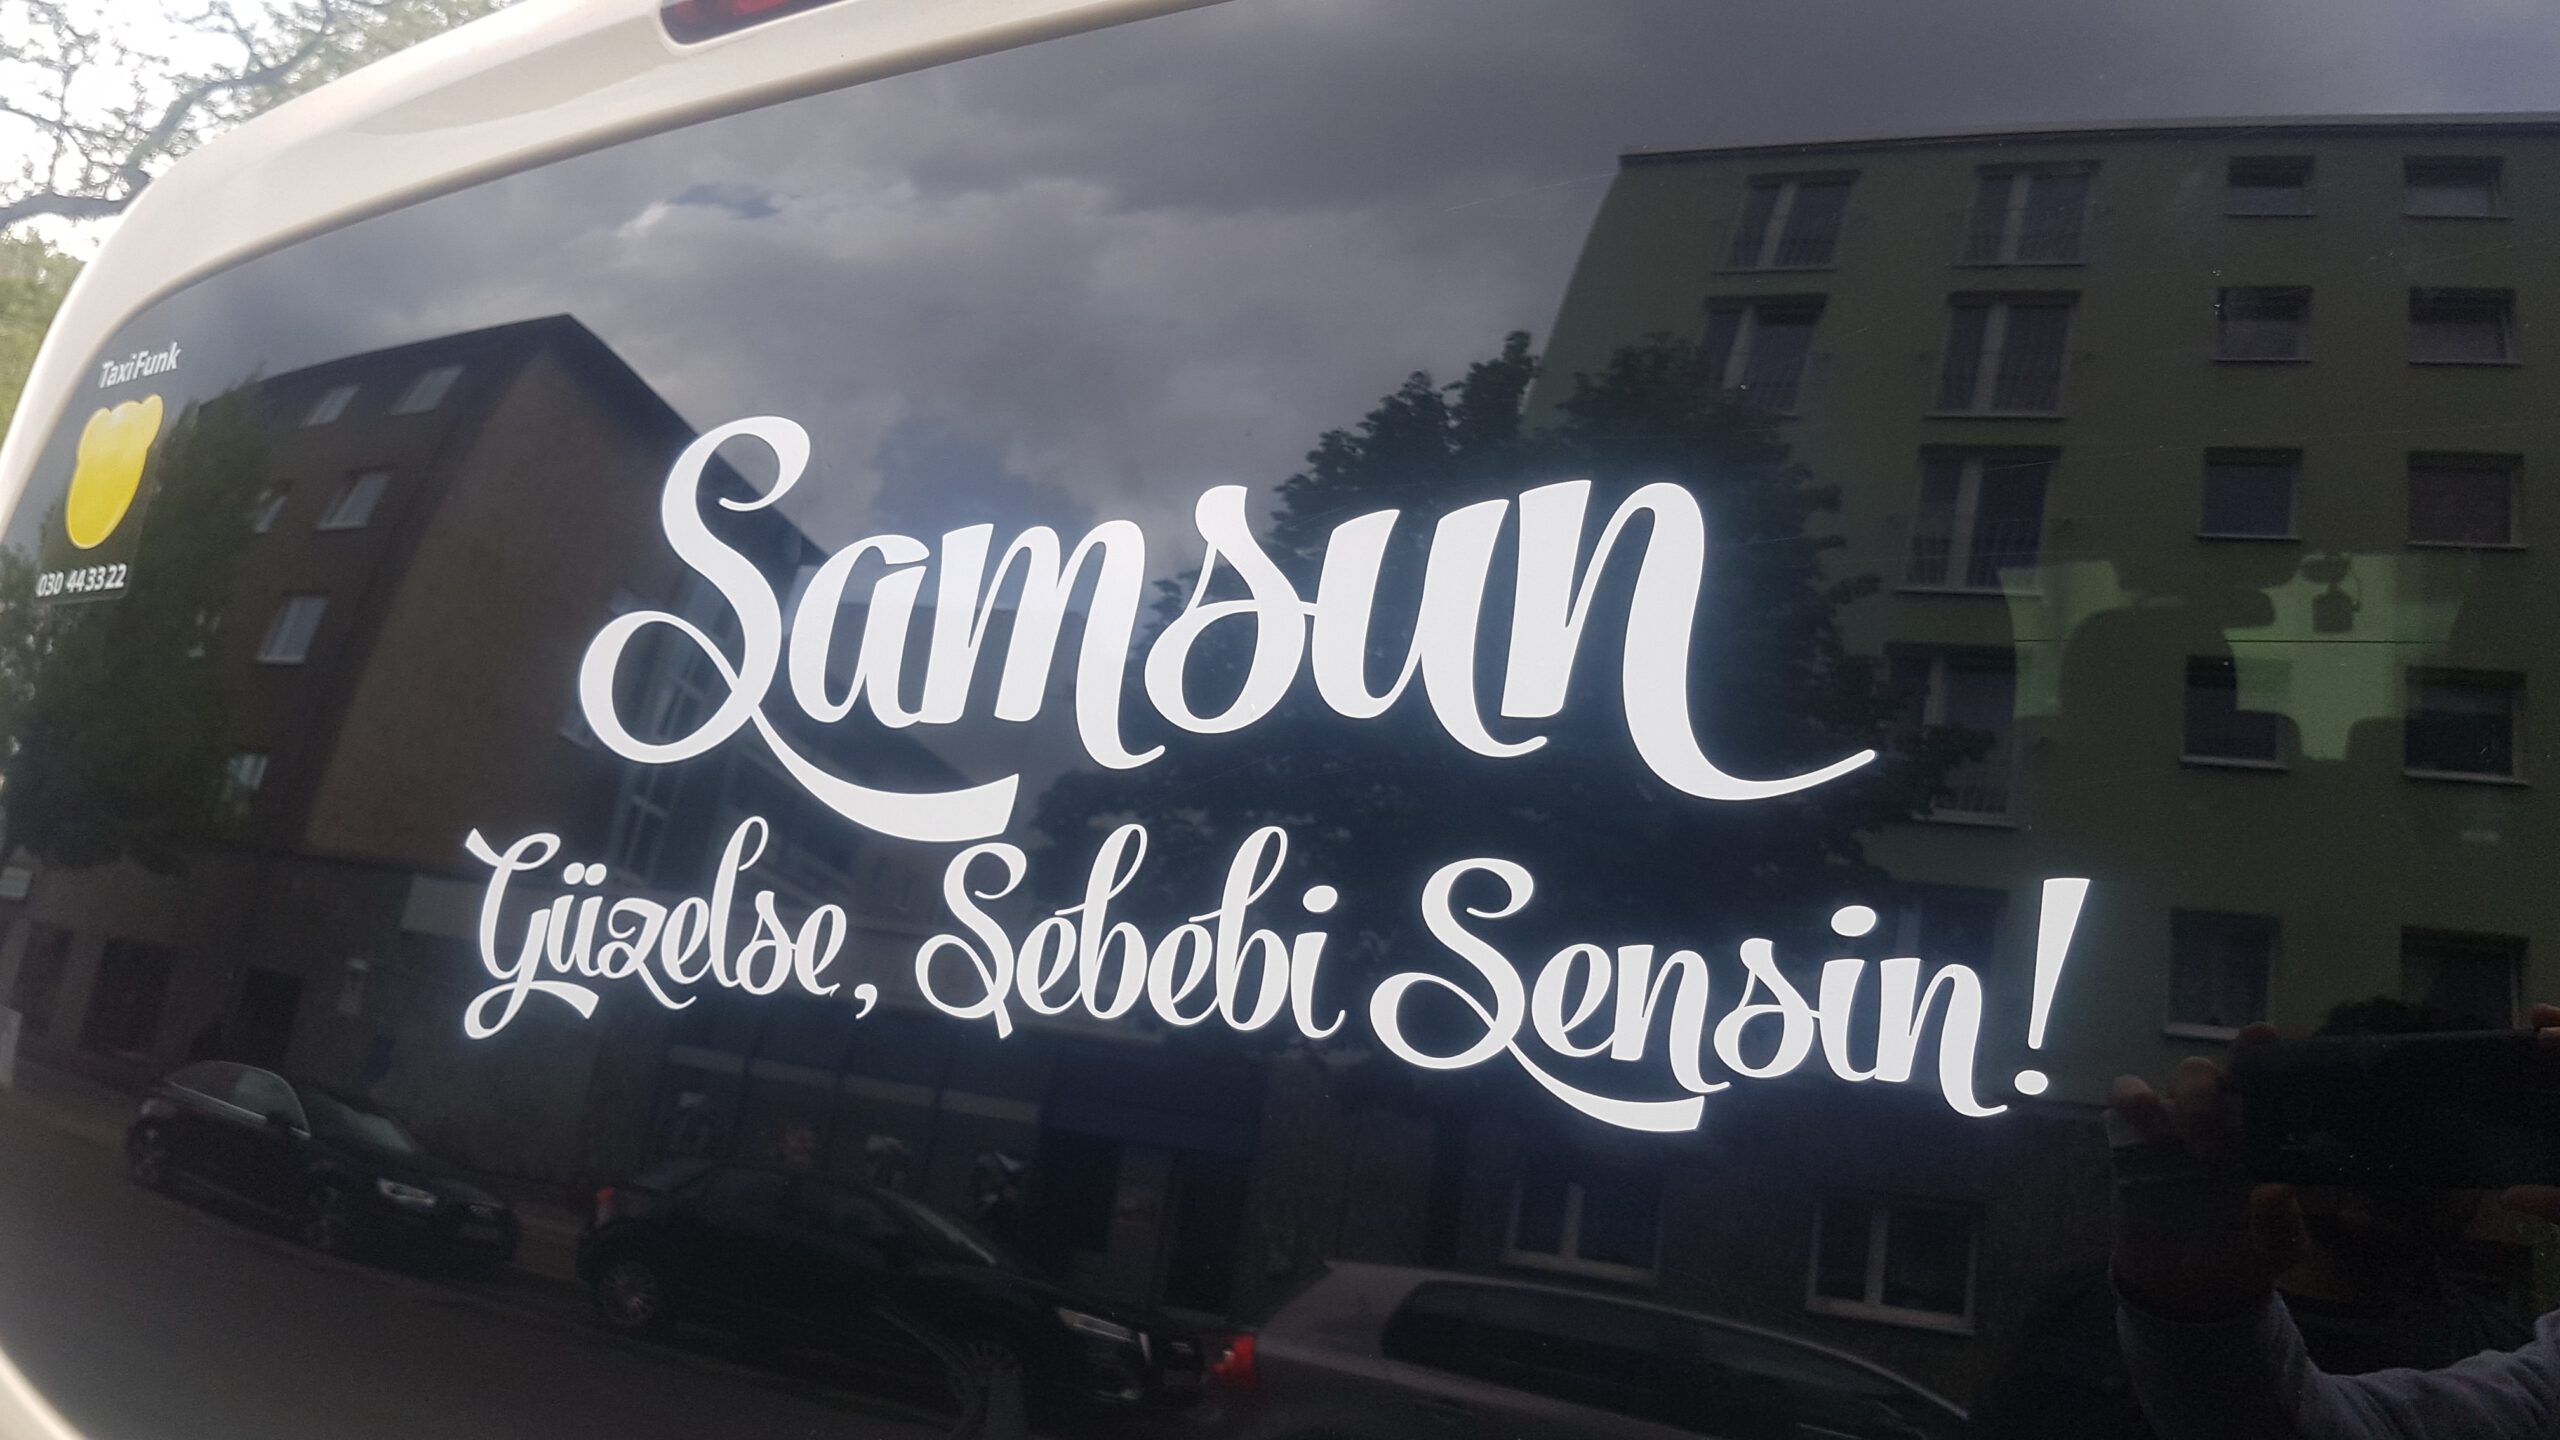 TaxiFunk
030 443322
Samsun
Güzelse, Sebebi Sensin!